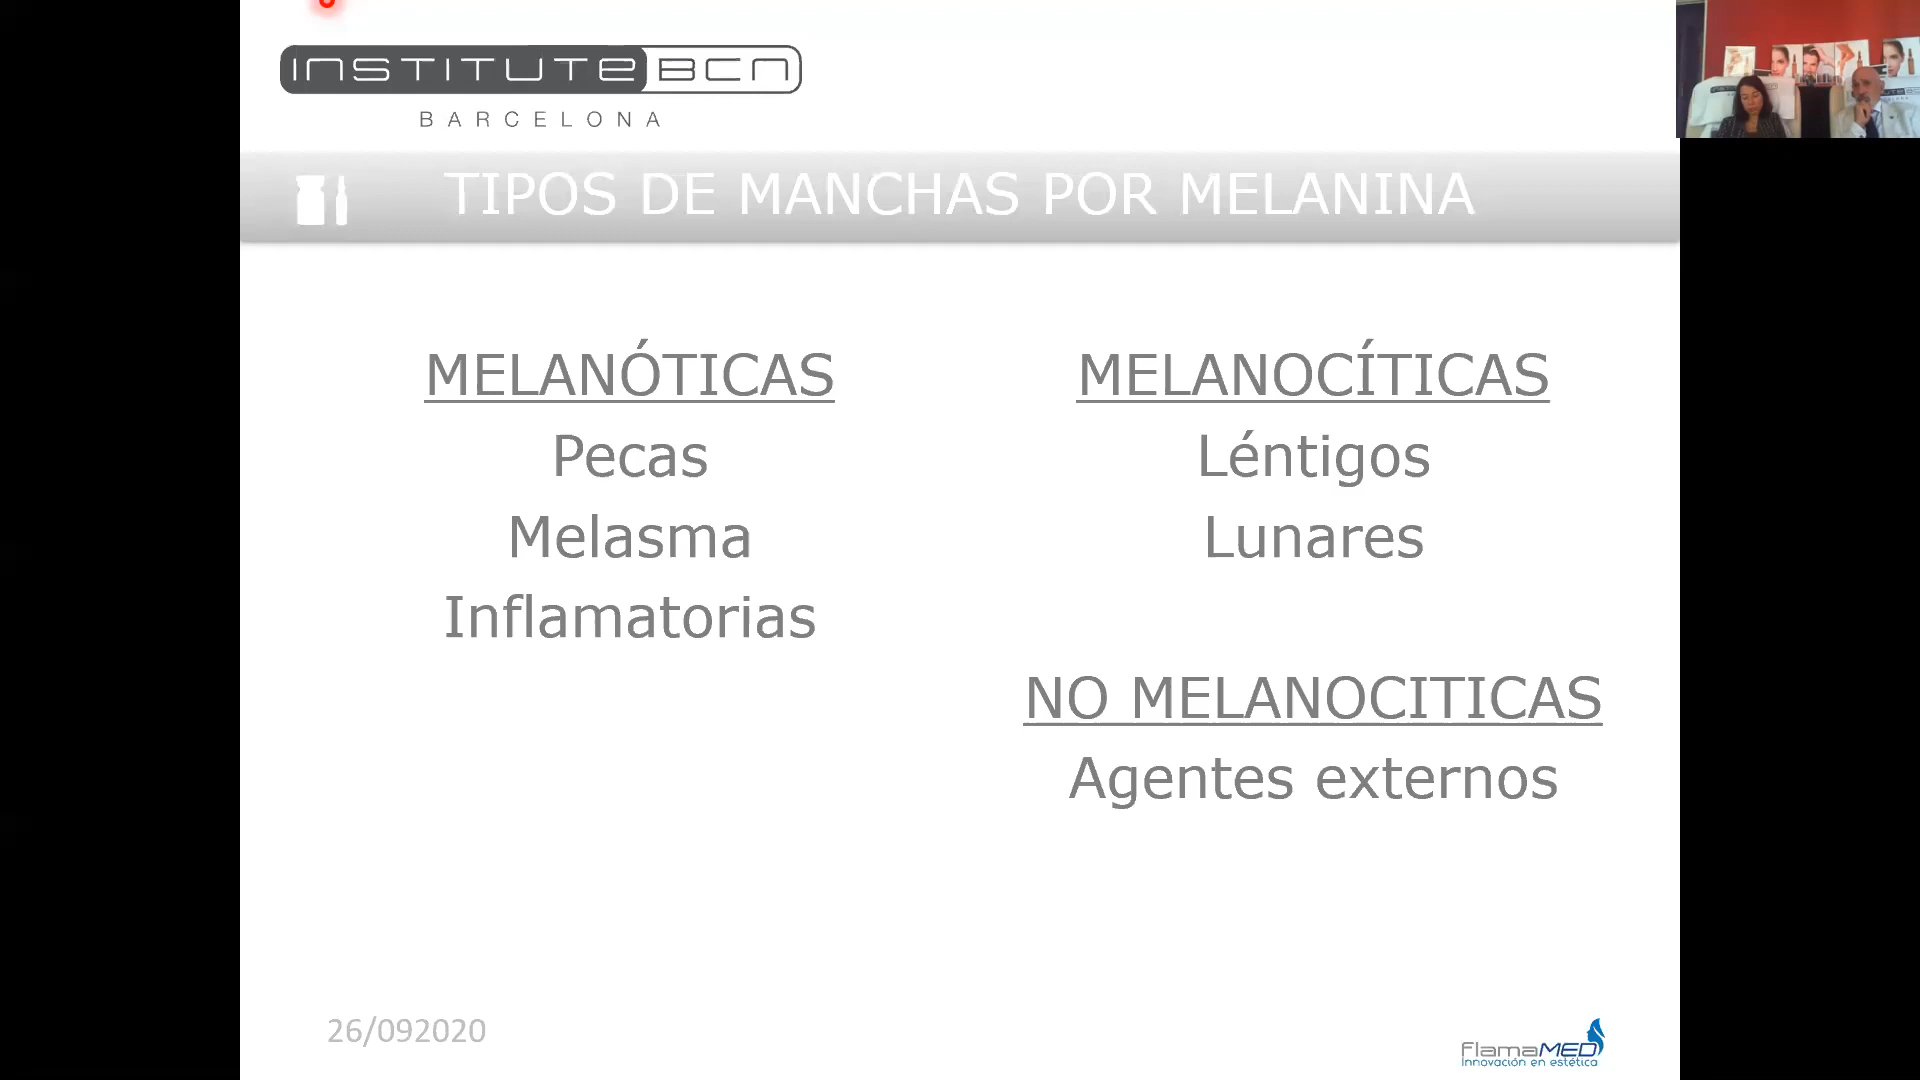 INSTITUTE BCN
BARCELONA
TIPOS DE MANCHAS POR MELANINA
MELANÓTICAS
Pecas
Melasma
Inflamatorias
MELANOCÍTICAS
Léntigos
Lunares
NO MELANOCITICAS
Agentes externos
26/092020
FlamaMED
Innovación en estética